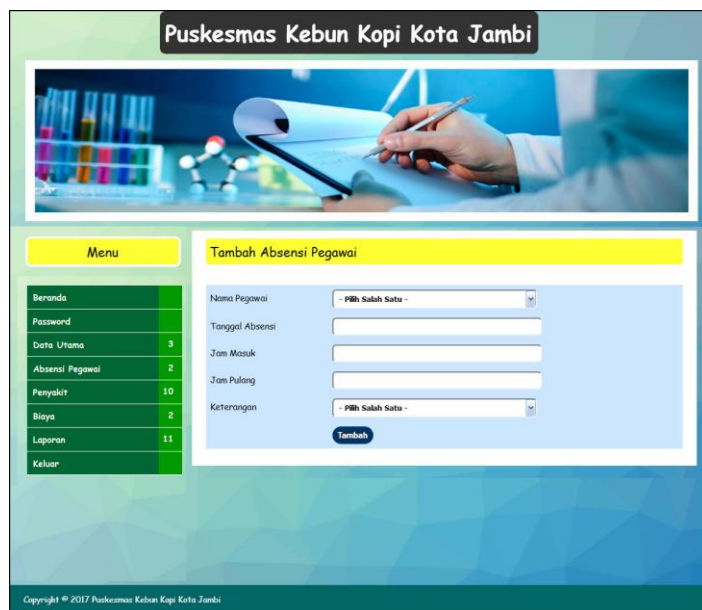 Puskesmas Kebun Kopi Kota Jambi
Menu
Beranda
Password
Data Utama 3
Absensi Pegawai 2
Penyakit 10
Biaya 2
Laporan 11
Keluar
Tambah Absensi Pegawai
Nama Pegawai - Pilih Salah Satu -
Tanggal Absensi
Jam Masuk
Jam Pulang
Keterangan - Pilih Salah Satu -
Tambah
Copyright © 2017 Puskesmas Kebun Kopi Kota Jambi